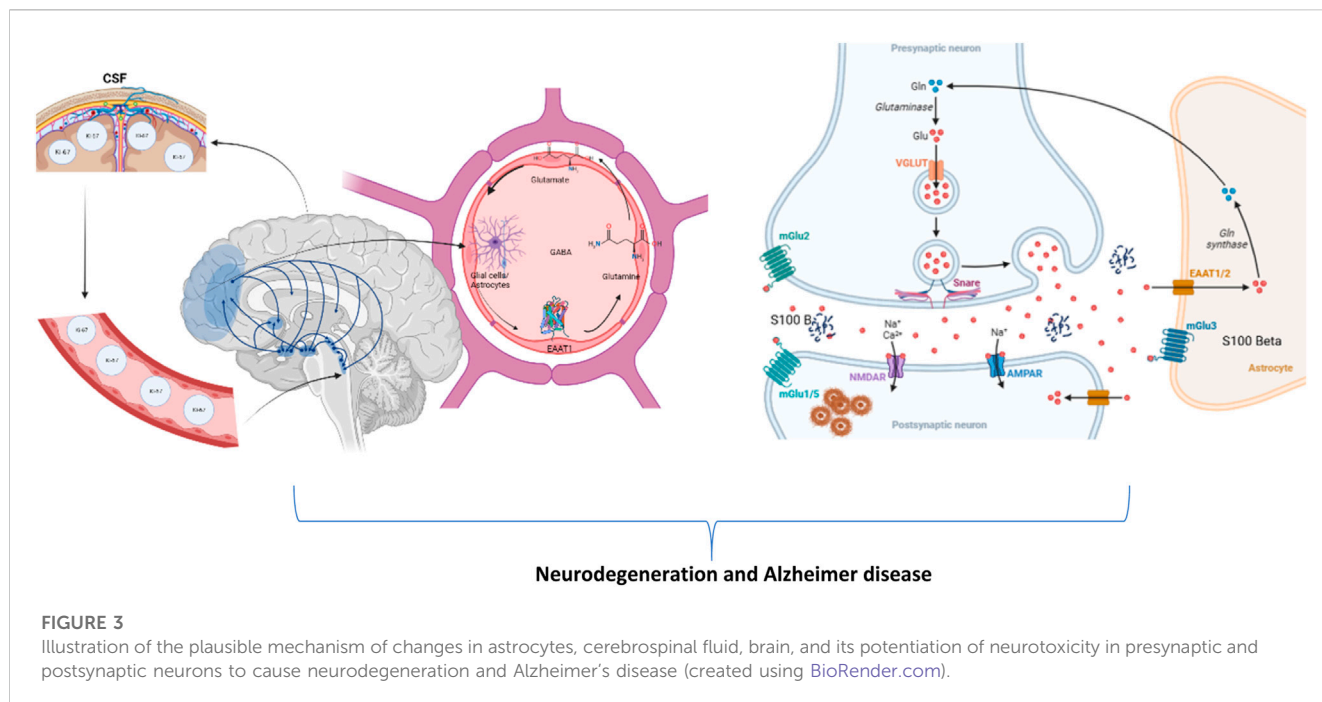 CSF
Ki-67
Ki-67
Ki-67
Ki-67
Ki-67
Ki-67
Ki-67
Ki-67
Glutamate
NH₂
GABA
Glial cells/
Astrocytes
H₂N
O
O
OH
NH₂
Glutamine
EAAT1
Presynaptic neuron
Gln
Glutaminase
Glu
VGLUT
mGlu2
Snare
S100 B
Na⁺
Ca²⁺
Na⁺
NMDAR
AMPAR
mGlu1/5
Postsynaptic neuron
Gln
synthase
EAAT1/2
mGlu3
S100 Beta
Astrocyte
Neurodegeneration and Alzheimer disease
FIGURE 3
Illustration of the plausible mechanism of changes in astrocytes, cerebrospinal fluid, brain, and its potentiation of neurotoxicity in presynaptic and
postsynaptic neurons to cause neurodegeneration and Alzheimer's disease (created using BioRender.com).